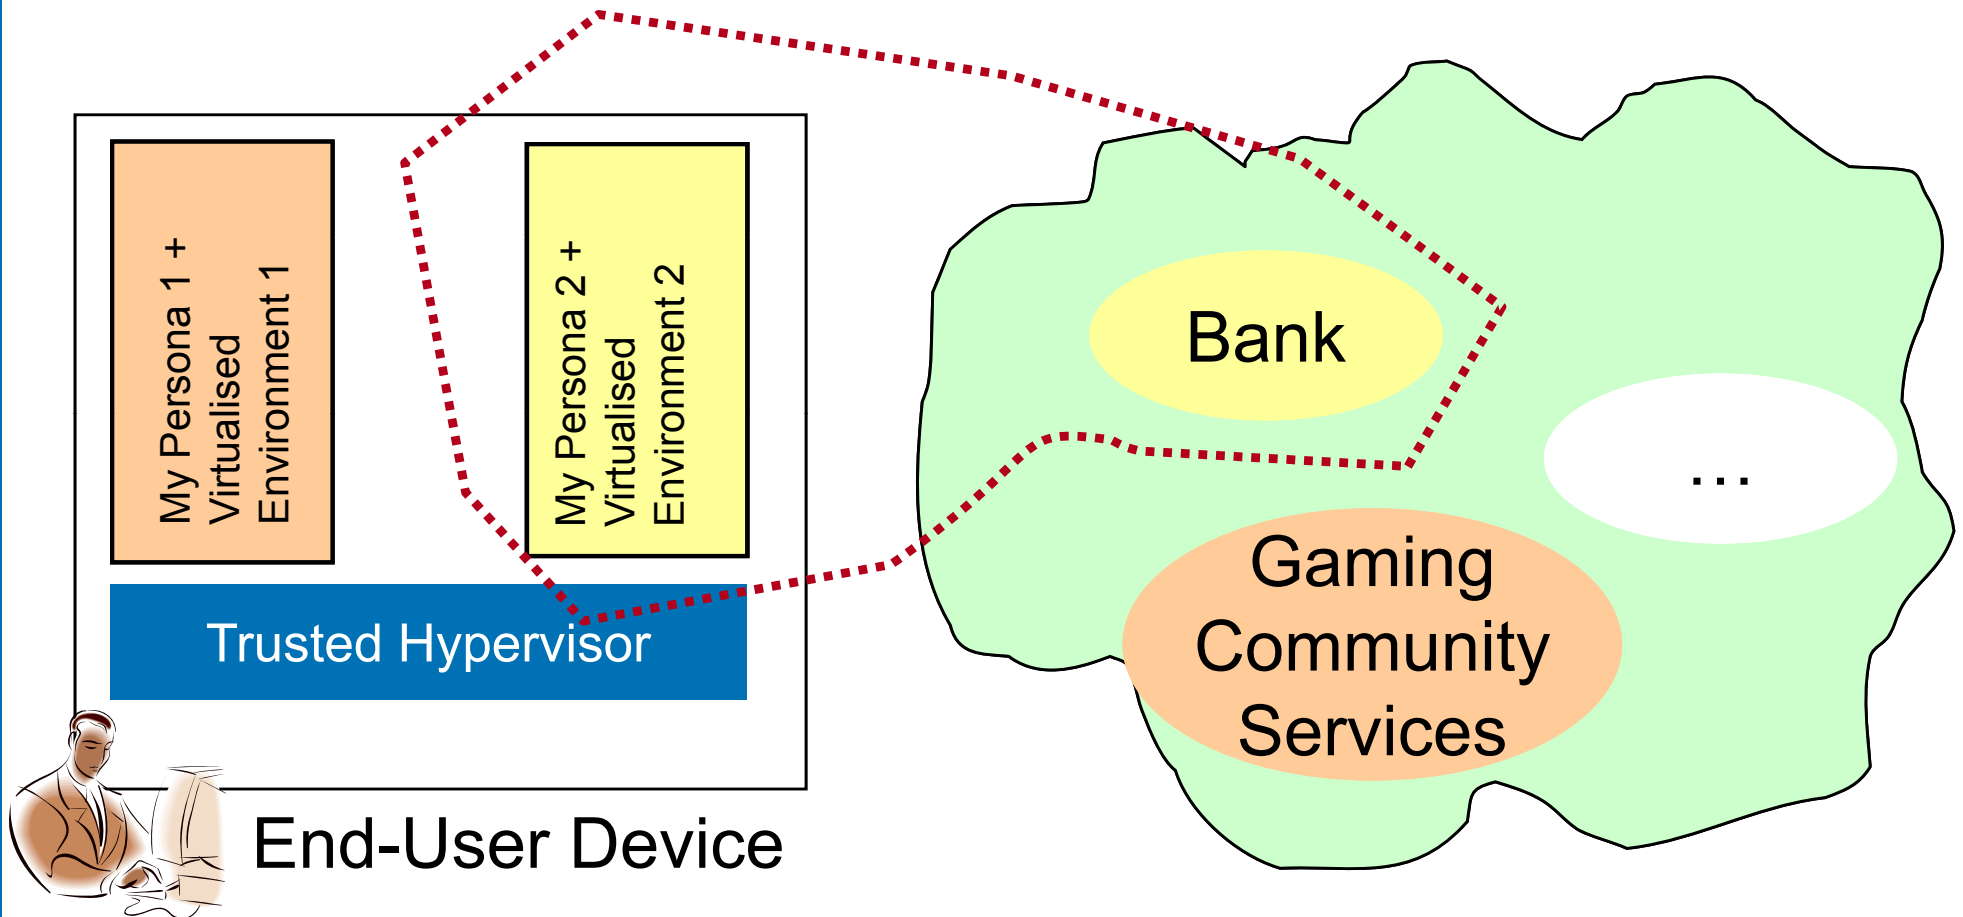 My Persona 1 +
Virtualised
Environment 1
My Persona 2 +
Virtualised
Environment 2
Trusted Hypervisor
End-User Device
Bank
...
Gaming
Community
Services